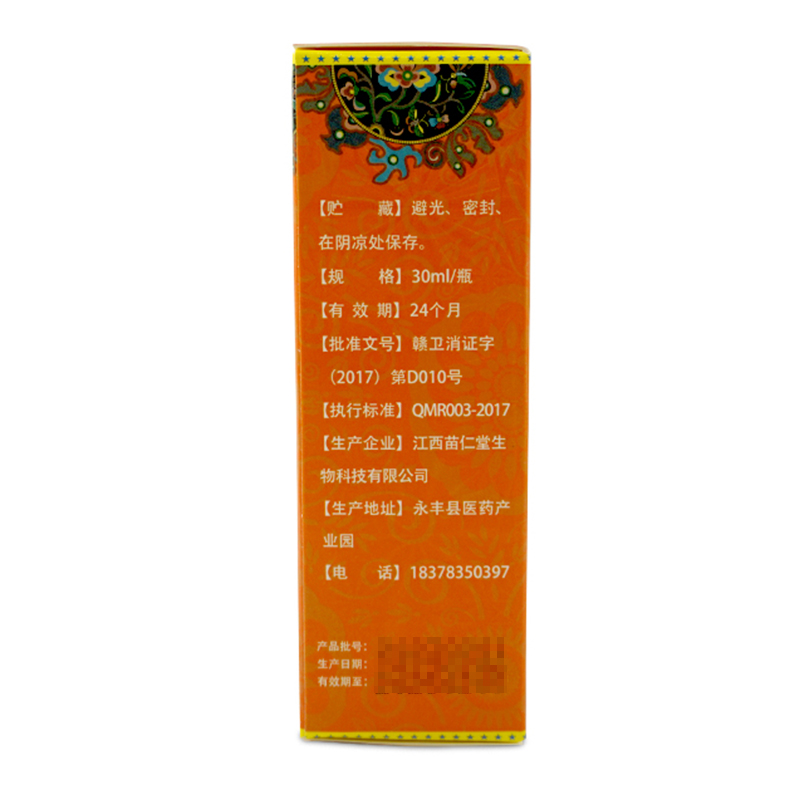 【贮 藏】避光、密封、
在阴凉处保存。
【规 格】30ml/瓶
【有 效 期】24个月
【批准文号】赣卫消证字
（2017）第D010号
【执行标准】QMR003-2017
【生产企业】江西苗仁堂生
物科技有限公司
【生产地址】永丰县医药产
业园
【电 话】18378350397
产品批号：
生产日期：
有效期至：